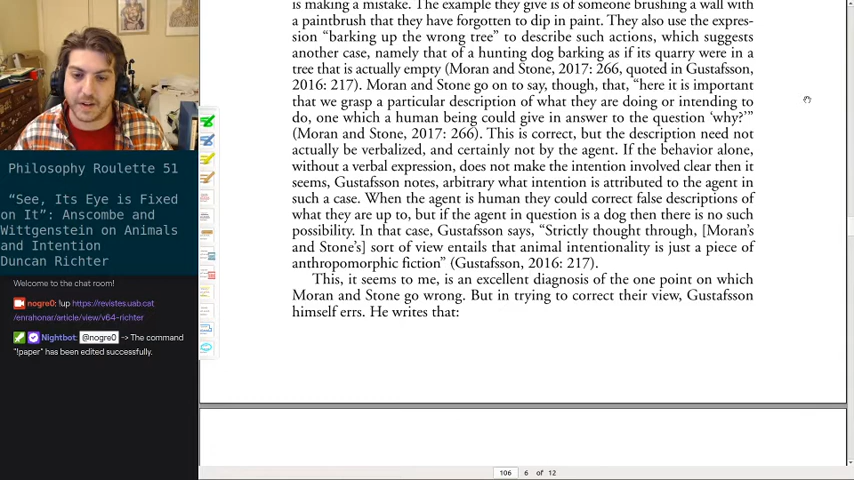 is making a mistake. The example they give is of someone brushing a wall with
a paintbrush that they have forgotten to dip in paint. They also use the expres-
sion “barking up the wrong tree” to describe such actions, which suggests
another case, namely that of a hunting dog barking as if its quarry were in a
tree that is actually empty (Moran and Stone, 2017: 266, quoted in Gustafsson,
2016: 217). Moran and Stone go on to say, though, that, “here it is important
that we grasp a particular description of what they are doing or intending to
do, one which a human being could give in answer to the question ‘why?’”
(Moran and Stone, 2017: 266). This is correct, but the description need not
actually be verbalized, and certainly not by the agent. If the behavior alone,
without a verbal expression, does not make the intention involved clear then it
seems, Gustafsson notes, arbitrary what intention is attributed to the agent in
such a case. When the agent is human they could correct false descriptions of
what they are up to, but if the agent in question is a dog then there is no such
possibility. In that case, Gustafsson says, “Strictly thought through, [Moran’s
and Stone’s] sort of view entails that animal intentionality is just a piece of
anthropomorphic fiction” (Gustafsson, 2016: 217).
This, it seems to me, is an excellent diagnosis of the one point on which
Moran and Stone go wrong. But in trying to correct their view, Gustafsson
himself errs. He writes that:
Philosophy Roulette 51
“See, Its Eye is Fixed
on It”: Anscombe and
Wittgenstein on Animals
and Intention
Duncan Richter
Welcome to the chat room!
nogre0: !up https://revistes.uab.cat
/enrahonar/article/view/v64-richter
Nightbot: @nogre0 -> The command
"!paper" has been edited successfully.
106 6 of 12